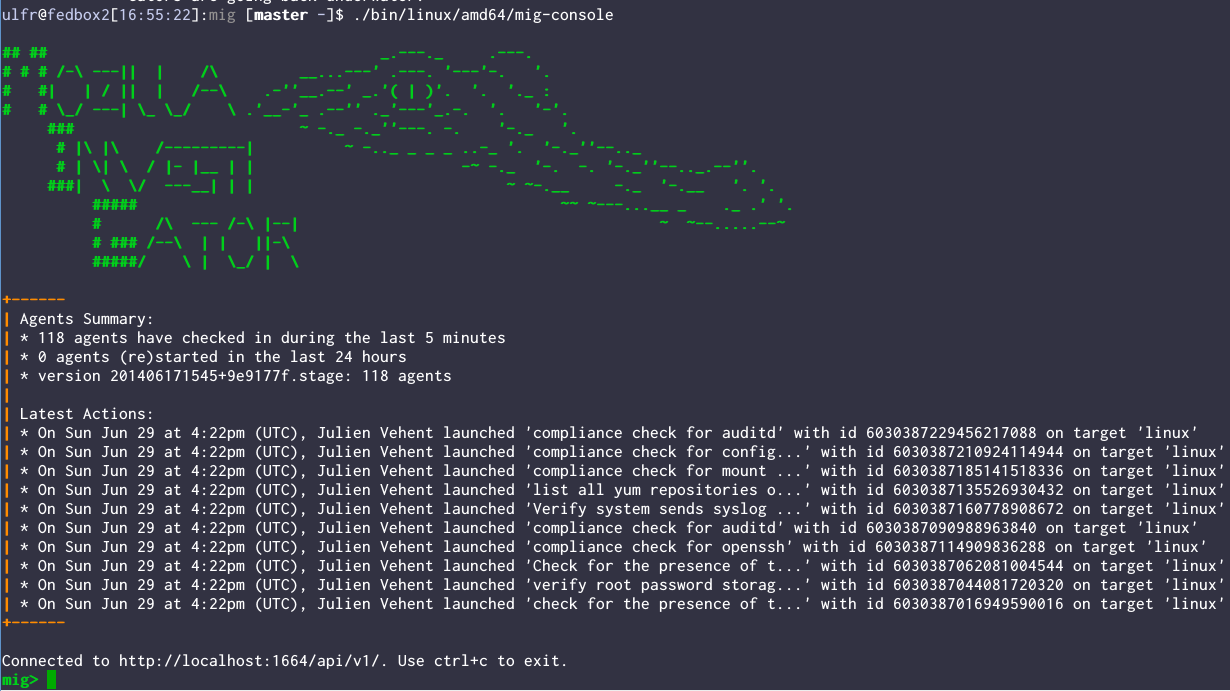 ulfr@fedbox2[16:55:22]:mig [master -]$ ./bin/linux/amd64/mig-console
MOZILLA
INVESTI
GATOR
+------
| Agents Summary:
| * 118 agents have checked in during the last 5 minutes
| * 0 agents (re)started in the last 24 hours
| * version 201406171545+9e9177f.stage: 118 agents
|
| Latest Actions:
| * On Sun Jun 29 at 4:22pm (UTC), Julien Vehent launched 'compliance check for auditd' with id 6030387229456217088 on target 'linux'
| * On Sun Jun 29 at 4:22pm (UTC), Julien Vehent launched 'compliance check for config...' with id 6030387210924114944 on target 'linux'
| * On Sun Jun 29 at 4:22pm (UTC), Julien Vehent launched 'compliance check for mount ...' with id 6030387185141518336 on target 'linux'
| * On Sun Jun 29 at 4:22pm (UTC), Julien Vehent launched 'list all yum repositories o...' with id 6030387135526930432 on target 'linux'
| * On Sun Jun 29 at 4:22pm (UTC), Julien Vehent launched 'Verify system sends syslog ...' with id 6030387160778908672 on target 'linux'
| * On Sun Jun 29 at 4:22pm (UTC), Julien Vehent launched 'compliance check for auditd' with id 6030387090988963840 on target 'linux'
| * On Sun Jun 29 at 4:22pm (UTC), Julien Vehent launched 'compliance check for openssh' with id 6030387114909836288 on target 'linux'
| * On Sun Jun 29 at 4:22pm (UTC), Julien Vehent launched 'Check for the presence of t...' with id 6030387062081004544 on target 'linux'
| * On Sun Jun 29 at 4:22pm (UTC), Julien Vehent launched 'verify root password storag...' with id 6030387044081720320 on target 'linux'
| * On Sun Jun 29 at 4:22pm (UTC), Julien Vehent launched 'check for the presence of t...' with id 6030387016949590016 on target 'linux'
+------
Connected to http://localhost:1664/api/v1/. Use ctrl+c to exit.
mig>